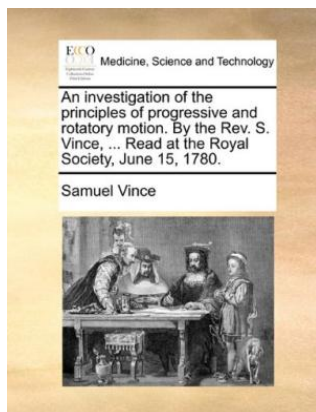 ECCO
Medicine, Science and Technology
An investigation of the
principles of progressive and
rotatory motion. By the Rev. S.
Vince, ... Read at the Royal
Society, June 15, 1780.
Samuel Vince